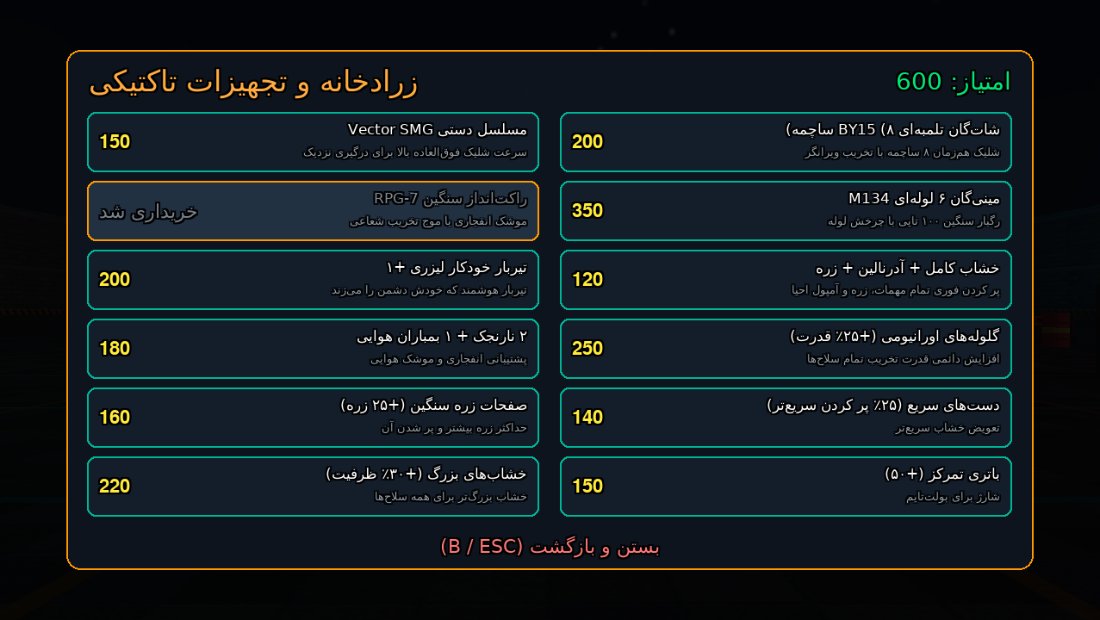 امتیاز: 600
زرادخانه و تجهیزات تاکتیکی
شات‌گان تلمبه‌ای BY15 (۸ ساچمه)
شلیک همزمان ۸ ساچمه با تخریب ویرانگر
200
مسلسل دستی Vector SMG
سرعت شلیک فوق‌العاده بالا برای درگیری نزدیک
150
مینی‌گان ۶ لوله‌ای M134
رگبار سنگین ۱۰۰ تایی با چرخش لوله
350
راکت‌انداز سنگین RPG-7
موشک انفجاری با موج تخریب شعاعی
خریداری شد
خشاب کامل + آدرنالین + زره
پر کردن فوری تمام مهمات، زره و آمپول احیا
120
تیربار خودکار لیزری +۱
تیربار هوشمند که خودش دشمن را می‌زند
200
گلوله‌های اورانیومی (+۲۵٪ قدرت)
افزایش دائمی قدرت تخریب تمام سلاح‌ها
250
۲ نارنجک + ۱ بمباران هوایی
پشتیبانی انفجاری و موشک هوایی
180
دست‌های سریع (۲۵٪ پر کردن سریع‌تر)
تعویض خشاب سریع‌تر
140
صفحات زره سنگین (+۲۵ زره)
حداکثر زره بیشتر و پر شدن آن
160
باتری تمرکز (+۵۰)
شارژ برای بولت‌تایم
150
خشاب‌های بزرگ (+۳۰٪ ظرفیت)
خشاب بزرگ‌تر برای همه سلاح‌ها
220
بستن و بازگشت (B / ESC)